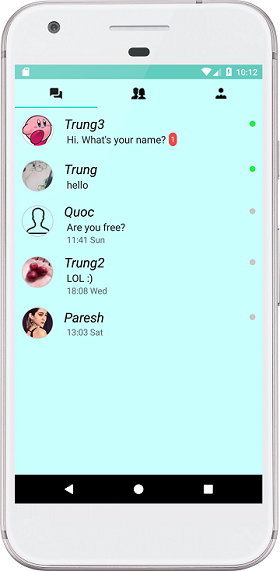 10:12
Trung3
Hi. What's your name? 1
Trung
hello
Quoc
Are you free?
11:41 Sun
Trung2
LOL :)
18:08 Wed
Paresh
13:03 Sat